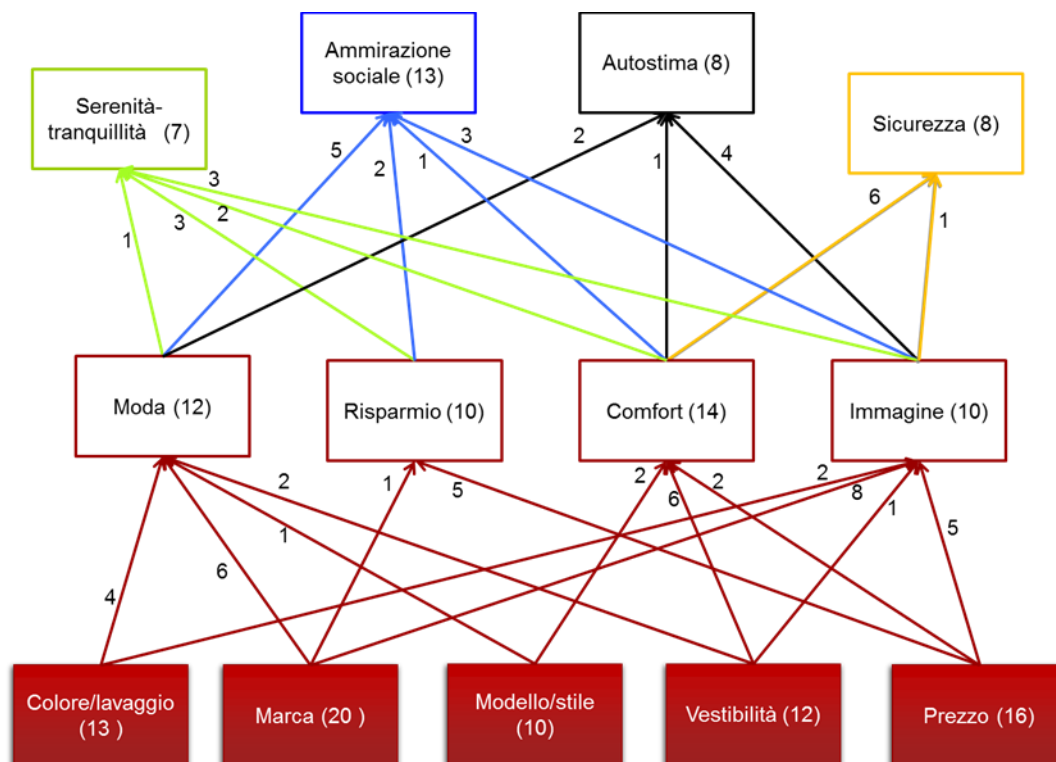 Ammirazione
sociale (13)
Autostima (8)
Serenità-
tranquillità (7)
Sicurezza (8)
5
2
1
3
2
1
4
6
1
3
2
3
1
Moda (12)
Risparmio (10)
Comfort (14)
Immagine (10)
2
1
5
2
6
2
2
8
1
5
1
6
4
Colore/lavaggio
(13 )
Marca (20 )
Modello/stile
(10)
Vestibilità (12)
Prezzo (16)